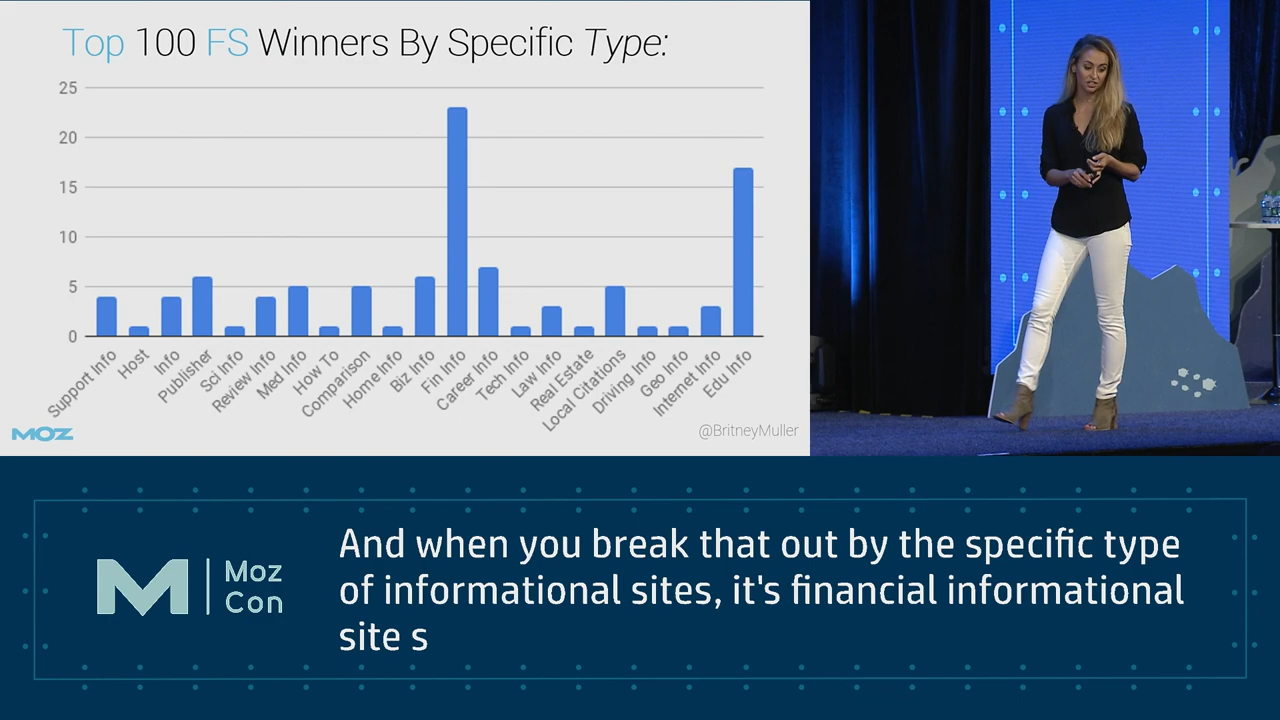 Top 100 FS Winners By Specific Type:
25
20
15
10
5
0
Support Info
Host
Info
Publisher
Sci Info
Review Info
Med Info
How To
Comparison
Home Info
Biz Info
Fin Info
Career Info
Tech Info
Law Info
Real Estate
Local Citations
Driving Info
Geo Info
Internet Info
Edu Info
MOZ
@BritneyMuller
M
Moz
Con
And when you break that out by the specific type
of informational sites, it's financial informational
site s